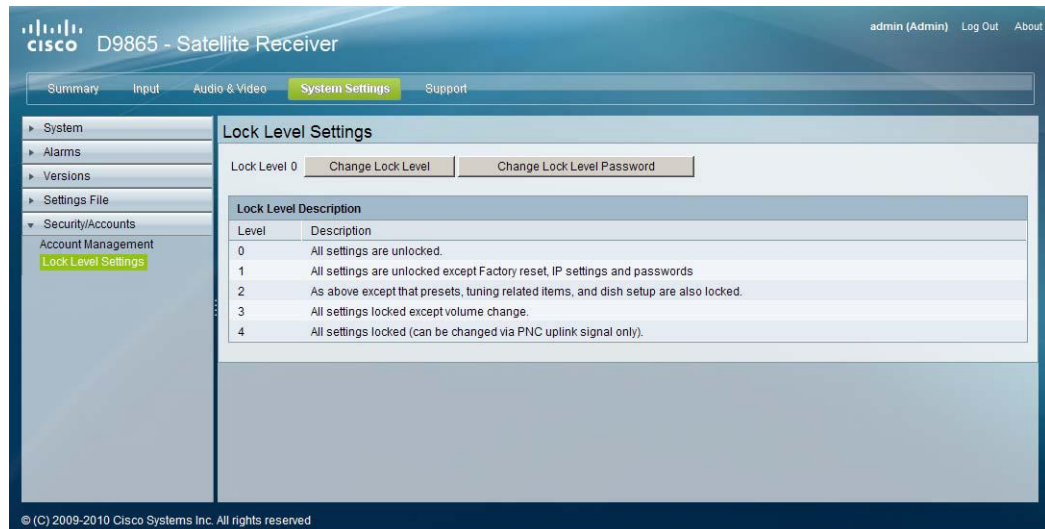 admin (Admin) Log Out About
CISCO D9865 - Satellite Receiver
Summary Input Audio & Video System Settings Support
System
Alarms
Versions
Settings File
Security/Accounts
Account Management
Lock Level Settings
Lock Level Settings
Lock Level 0 Change Lock Level Change Lock Level Password
Lock Level Description
Level Description
0 All settings are unlocked.
1 All settings are unlocked except Factory reset, IP settings and passwords
2 As above except that presets, tuning related items, and dish setup are also locked.
3 All settings locked except volume change.
4 All settings locked (can be changed via PNC uplink signal only).
© (C) 2009-2010 Cisco Systems Inc. All rights reserved